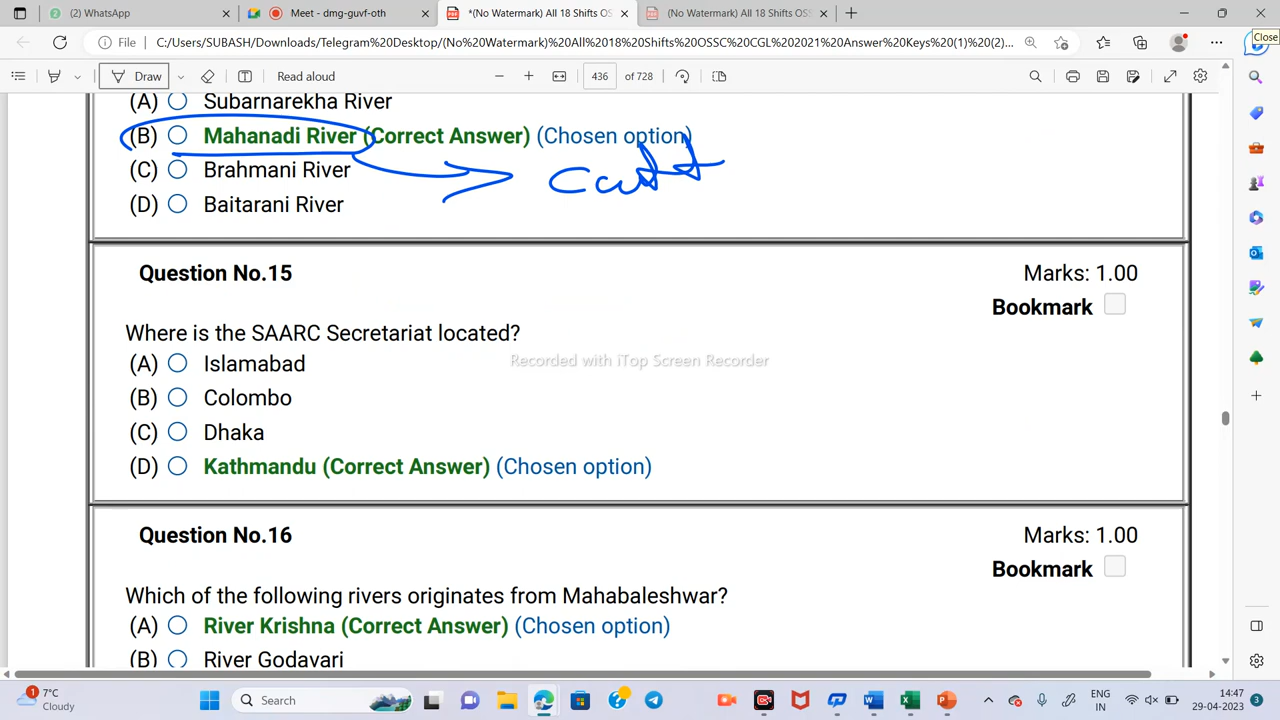 (2) WhatsApp
Meet - dmg-guvf-oth
*(No Watermark) All 18 Shifts OSS
(No Watermark) All 18 Shifts OSSC
Close
File
C:/Users/SUBASH/Downloads/Telegram%20Desktop/(No%20Watermark)%20All%2018%20Shifts%20OSSC%20CGL%202021%20Answer%20Keys%20(1)%20(2)...
Draw
Read aloud
436
of 728
(A) Subarnarekha River
(B) Mahanadi River (Correct Answer) (Chosen option)
(C) Brahmani River
(D) Baitarani River
Question No.15
Marks: 1.00
Bookmark
Where is the SAARC Secretariat located?
Recorded with iTop Screen Recorder
(A) Islamabad
(B) Colombo
(C) Dhaka
(D) Kathmandu (Correct Answer) (Chosen option)
Question No.16
Marks: 1.00
Bookmark
Which of the following rivers originates from Mahabaleshwar?
(A) River Krishna (Correct Answer) (Chosen option)
(B) River Godavari
1
7°C
Cloudy
Search
ENG
IN
14:47
29-04-2023
3